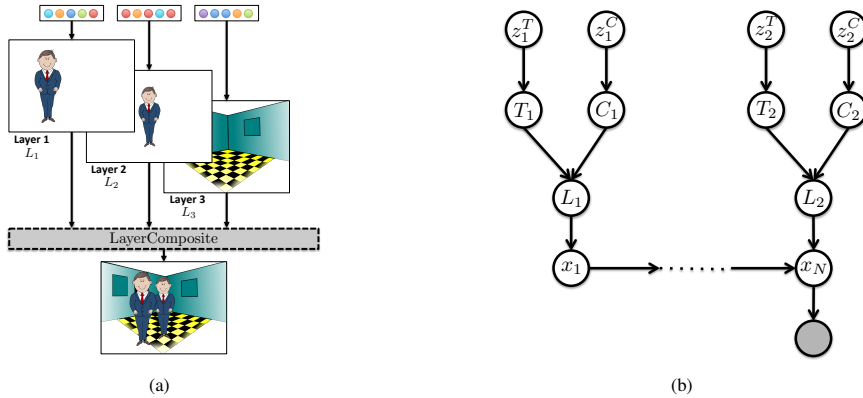 Layer 1
L₁
Layer 2
L₂
Layer 3
L₃
LayerComposite
(a)
z₁ᵀ z₁ᶜ z₂ᵀ z₂ᶜ
T₁ C₁ T₂ C₂
L₁ L₂
x₁ ...... x_N
(b)